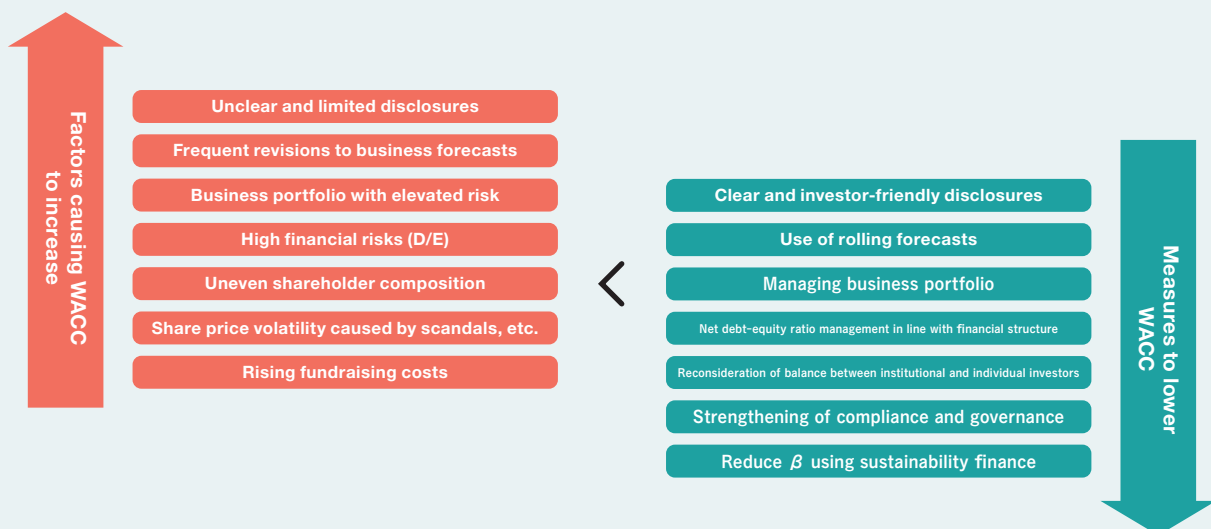 Factors causing WACC
to increase
Unclear and limited disclosures
Frequent revisions to business forecasts
Business portfolio with elevated risk
High financial risks (D/E)
Uneven shareholder composition
Share price volatility caused by scandals, etc.
Rising fundraising costs
<
Clear and investor-friendly disclosures
Use of rolling forecasts
Managing business portfolio
Net debt-equity ratio management in line with financial structure
Reconsideration of balance between institutional and individual investors
Strengthening of compliance and governance
Reduce β using sustainability finance
Measures to lower
WACC